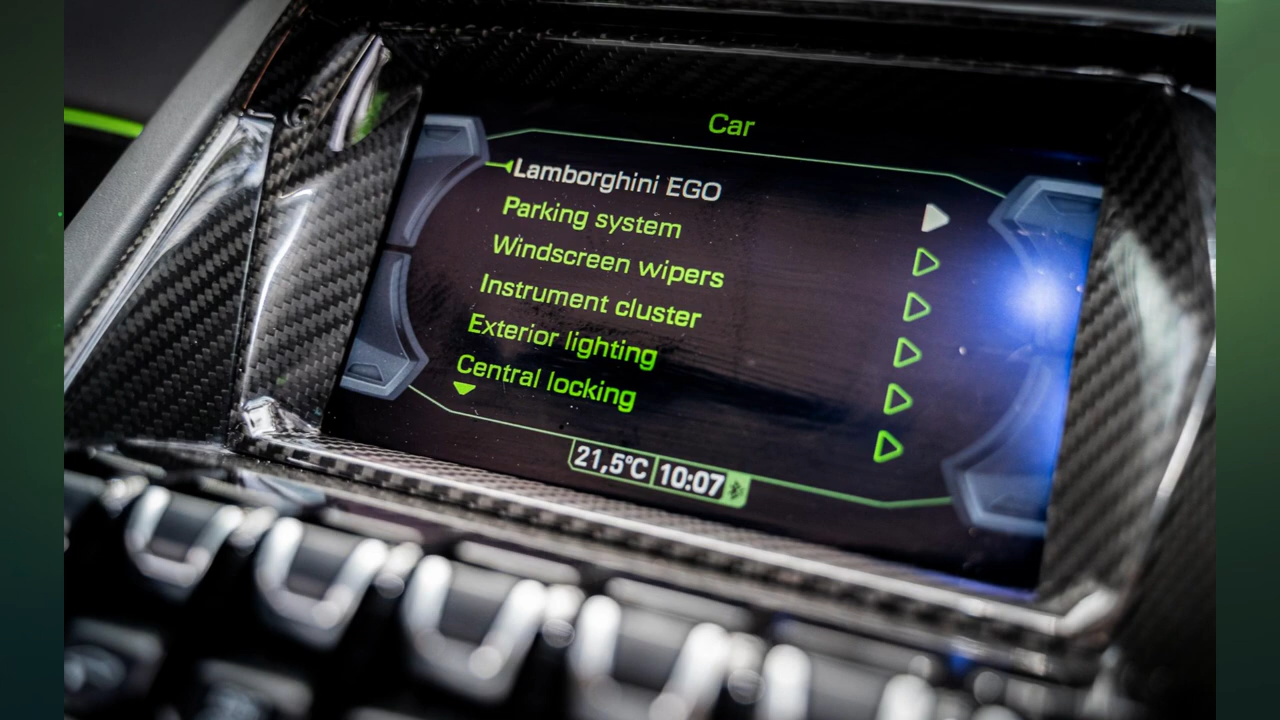 Car
Lamborghini EGO
Parking system
Windscreen wipers
Instrument cluster
Exterior lighting
Central locking
21,5°C 10:07